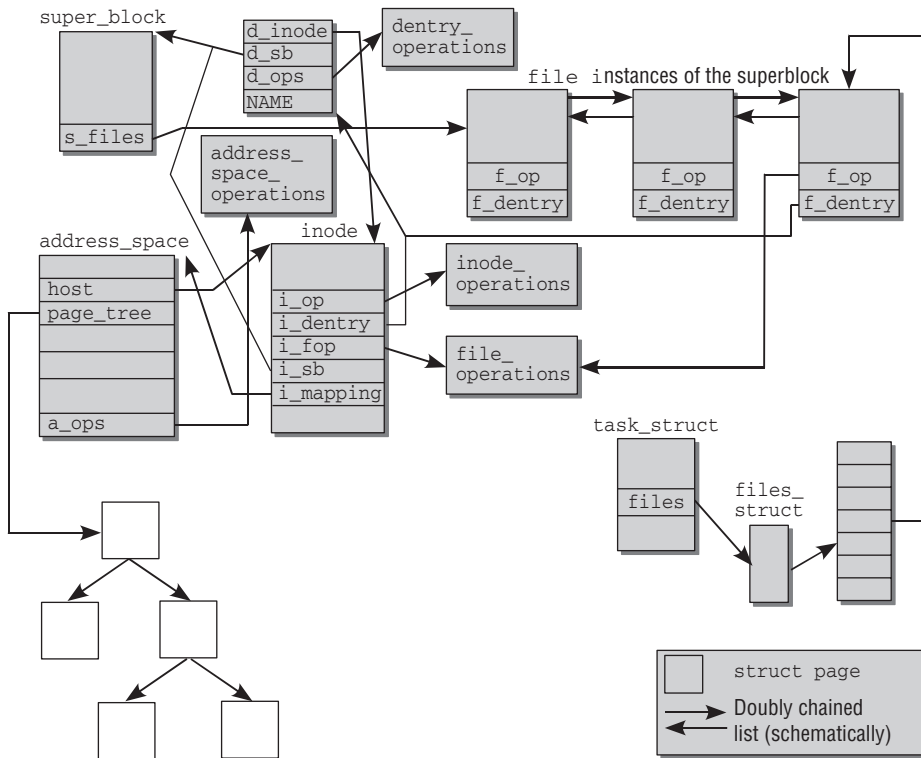 super_block
s_files
d_inode
d_sb
d_ops
NAME
dentry_
operations
file instances of the superblock
f_op
f_dentry
f_op
f_dentry
f_op
f_dentry
address_
space_
operations
address_space
host
page_tree
a_ops
inode
i_op
i_dentry
i_fop
i_sb
i_mapping
inode_
operations
file_
operations
task_struct
files
files_
struct
struct page
Doubly chained
list (schematically)